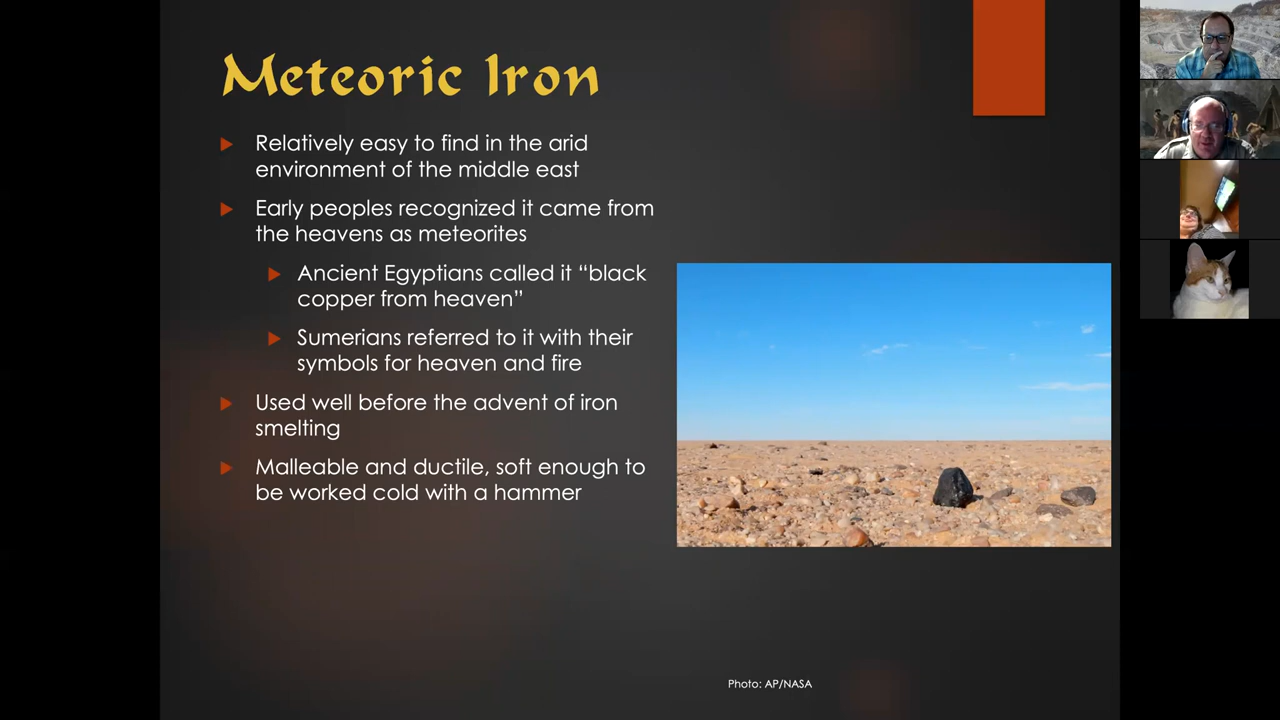 Meteoric Iron
Relatively easy to find in the arid
environment of the middle east
Early peoples recognized it came from
the heavens as meteorites
Ancient Egyptians called it “black
copper from heaven”
Sumerians referred to it with their
symbols for heaven and fire
Used well before the advent of iron
smelting
Malleable and ductile, soft enough to
be worked cold with a hammer
Photo: AP/NASA